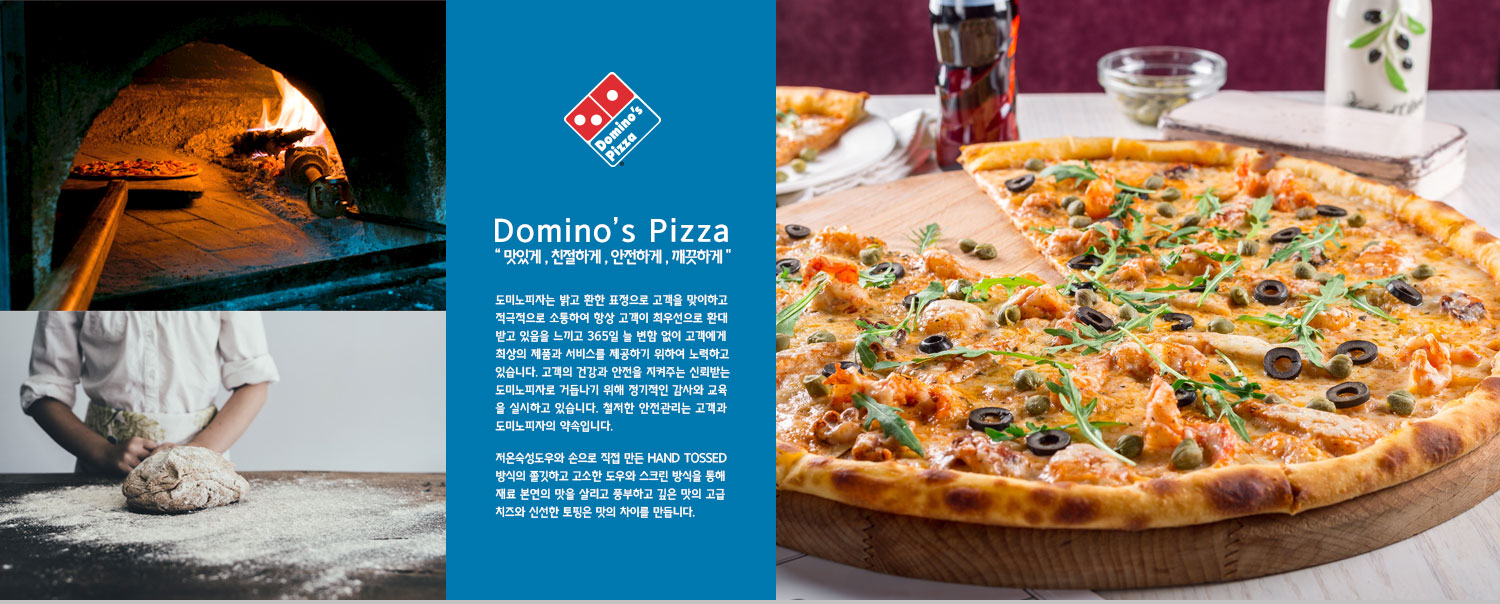 Domino's
Pizza
Domino's Pizza
“ 맛있게 , 친절하게 , 안전하게 , 깨끗하게 "
도미노피자는 밝고 환한 표정으로 고객을 맞이하고
적극적으로 소통하여 항상 고객이 최우선으로 환대
받고 있음을 느끼고 365일 늘 변함 없이 고객에게
최상의 제품과 서비스를 제공하기 위하여 노력하고
있습니다. 고객의 건강과 안전을 지켜주는 신뢰받는
도미노피자로 거듭나기 위해 정기적인 감사와 교육
을 실시하고 있습니다. 철저한 안전관리는 고객과
도미노피자의 약속입니다.
저온숙성도우와 손으로 직접 만든 HAND TOSSED
방식의 쫄깃하고 고소한 도우와 스크린 방식을 통해
재료 본연의 맛을 살리고 풍부하고 깊은 맛의 고급
치즈와 신선한 토핑은 맛의 차이를 만듭니다.